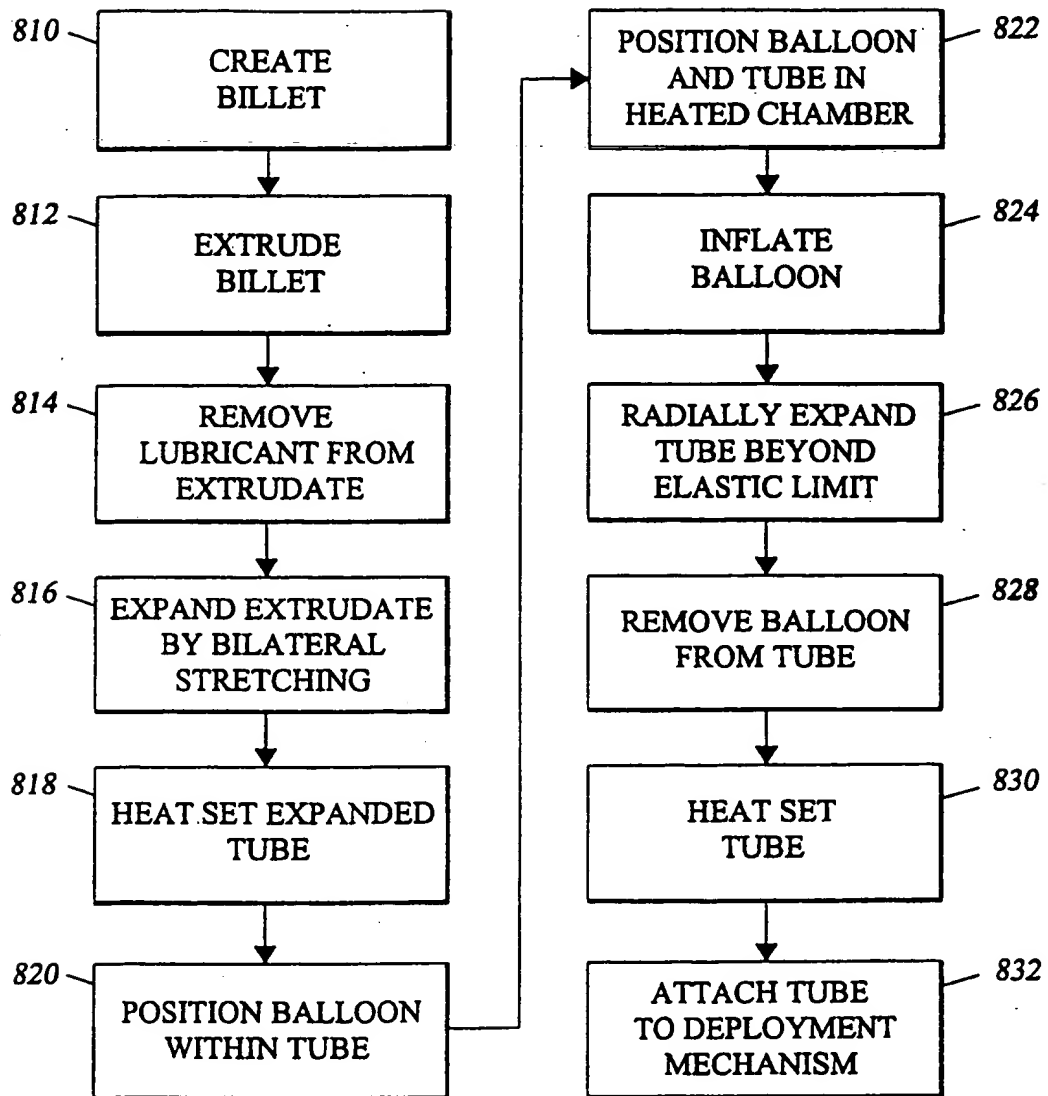 810
CREATE
BILLET
812
EXTRUDE
BILLET
814
REMOVE
LUBRICANT FROM
EXTRUDATE
816
EXPAND EXTRUDATE
BY BILATERAL
STRETCHING
818
HEAT SET EXPANDED
TUBE
820
POSITION BALLOON
WITHIN TUBE
822
POSITION BALLOON
AND TUBE IN
HEATED CHAMBER
824
INFLATE
BALLOON
826
RADIALLY EXPAND
TUBE BEYOND
ELASTIC LIMIT
828
REMOVE BALLOON
FROM TUBE
830
HEAT SET
TUBE
832
ATTACH TUBE
TO DEPLOYMENT
MECHANISM